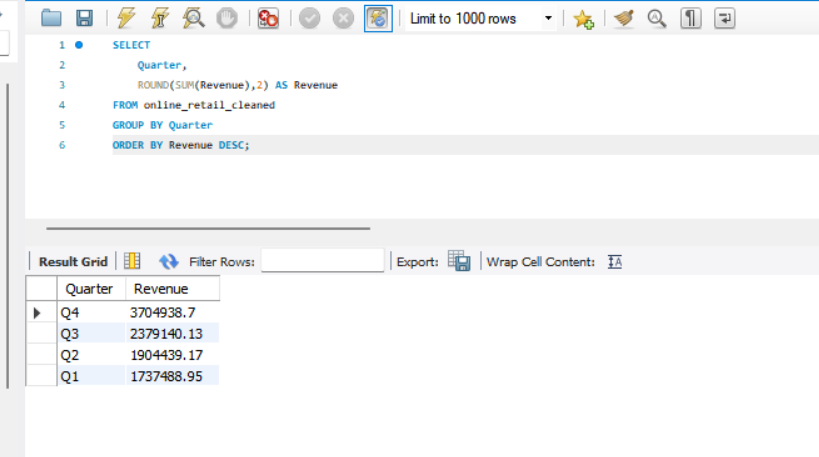 Limit to 1000 rows
1 SELECT
2 Quarter,
3 ROUND(SUM(Revenue),2) AS Revenue
4 FROM online_retail_cleaned
5 GROUP BY Quarter
6 ORDER BY Revenue DESC;
Result Grid Filter Rows: Export: Wrap Cell Content: IA
Quarter Revenue
Q4 3704938.7
Q3 2379140.13
Q2 1904439.17
Q1 1737488.95